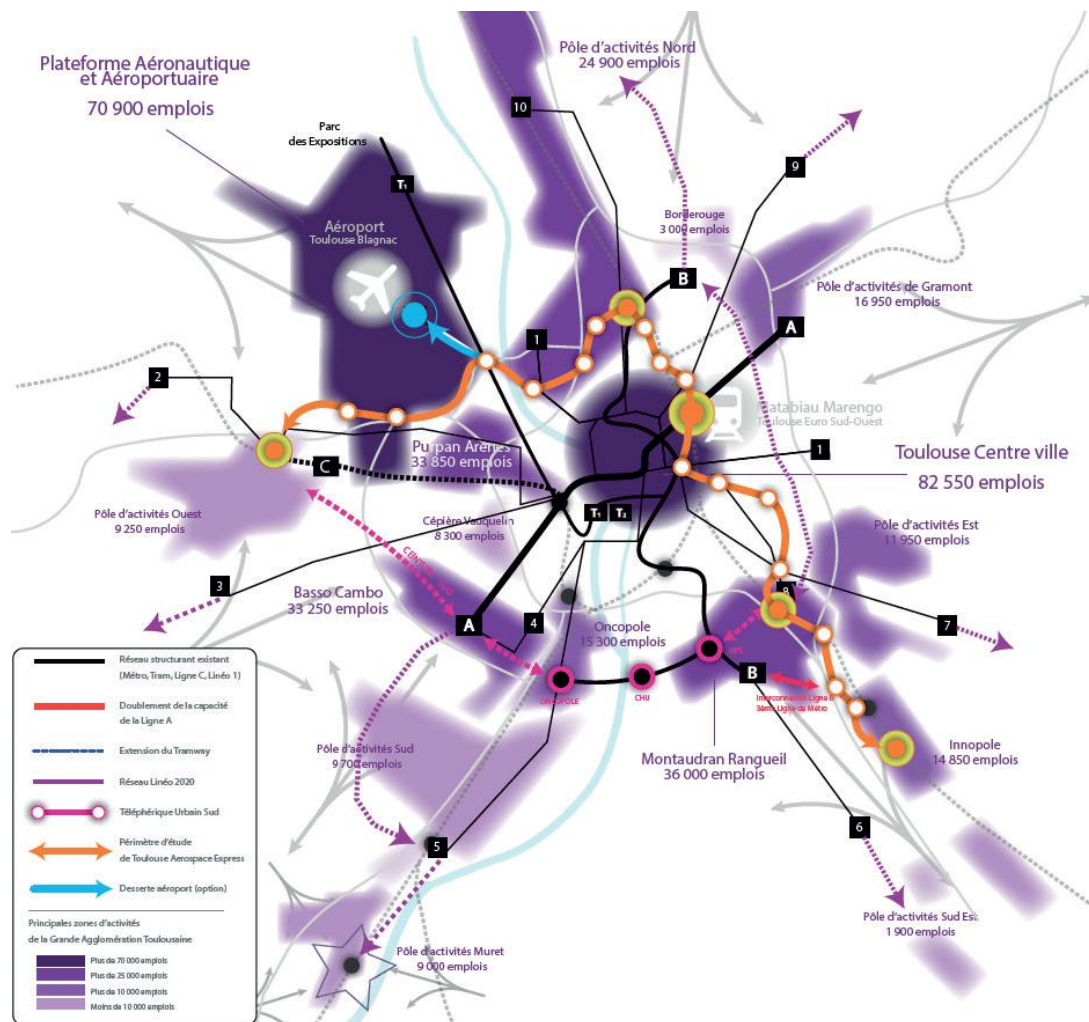 Plateforme Aéronautique
et Aéroportuaire
70 900 emplois
Pôle d'activités Nord
24 900 emplois
10
Parc
des Expositions
T1
9
Borderouge
3 000 emplois
Aéroport
Toulouse Blagnac
B
Pôle d'activités de Gramont
16 950 emplois
A
1
2
Matabiau Marengo
Toulouse Euro Sud-Ouest
Purpan Arènes
33 850 emplois
C
1
Toulouse Centre ville
82 550 emplois
Pôle d'activités Ouest
9 250 emplois
Cépière Vauquelin
8 300 emplois
T1
T2
Pôle d'activités Est
11 950 emplois
3
Basso Cambo
33 250 emplois
8
A
4
Oncopole
15 300 emplois
7
UPS
B
ONCOPOLE
CHU
Interconnexion Ligne B
3ème Ligne de Métro
Pôle d'activités Sud
9 700 emplois
Montaudran Rangueil
36 000 emplois
Innopole
14 850 emplois
5
6
Pôle d'activités Sud Est
1 900 emplois
Pôle d'activités Muret
9 000 emplois
Réseau structurant existant
(Métro, Tram, Ligne C, Linéo 1)
Doublement de la capacité
de la Ligne A
Extension du Tramway
Réseau Linéo 2020
Téléphérique Urbain Sud
Périmètre d'étude
de Toulouse Aerospace Express
Desserte aéroport (option)
Principales zones d'activités
de la Grande Agglomération Toulousaine
Plus de 70 000 emplois
Plus de 25 000 emplois
Plus de 10 000 emplois
Moins de 10 000 emplois